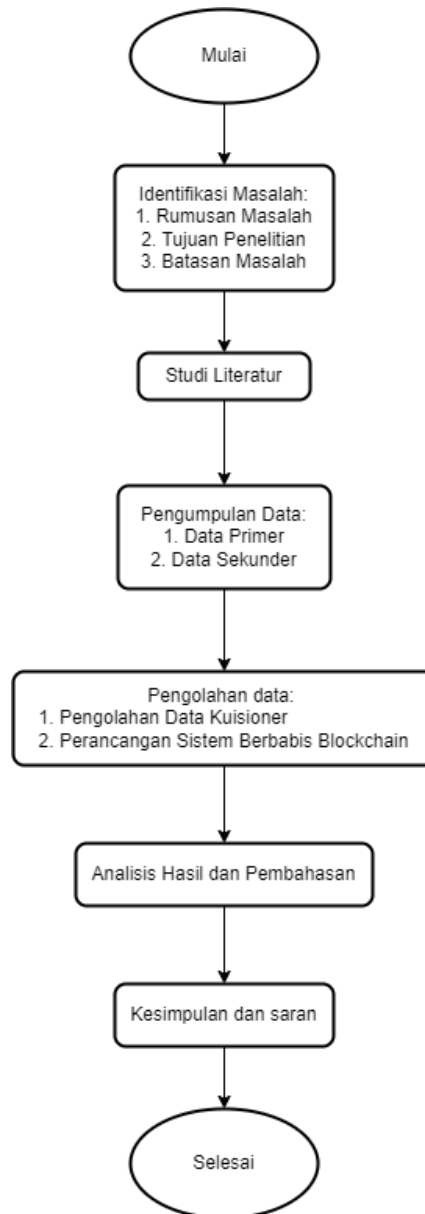 Mulai
Identifikasi Masalah:
1. Rumusan Masalah
2. Tujuan Penelitian
3. Batasan Masalah
Studi Literatur
Pengumpulan Data:
1. Data Primer
2. Data Sekunder
Pengolahan data:
1. Pengolahan Data Kuisioner
2. Perancangan Sistem Berbabis Blockchain
Analisis Hasil dan Pembahasan
Kesimpulan dan saran
Selesai